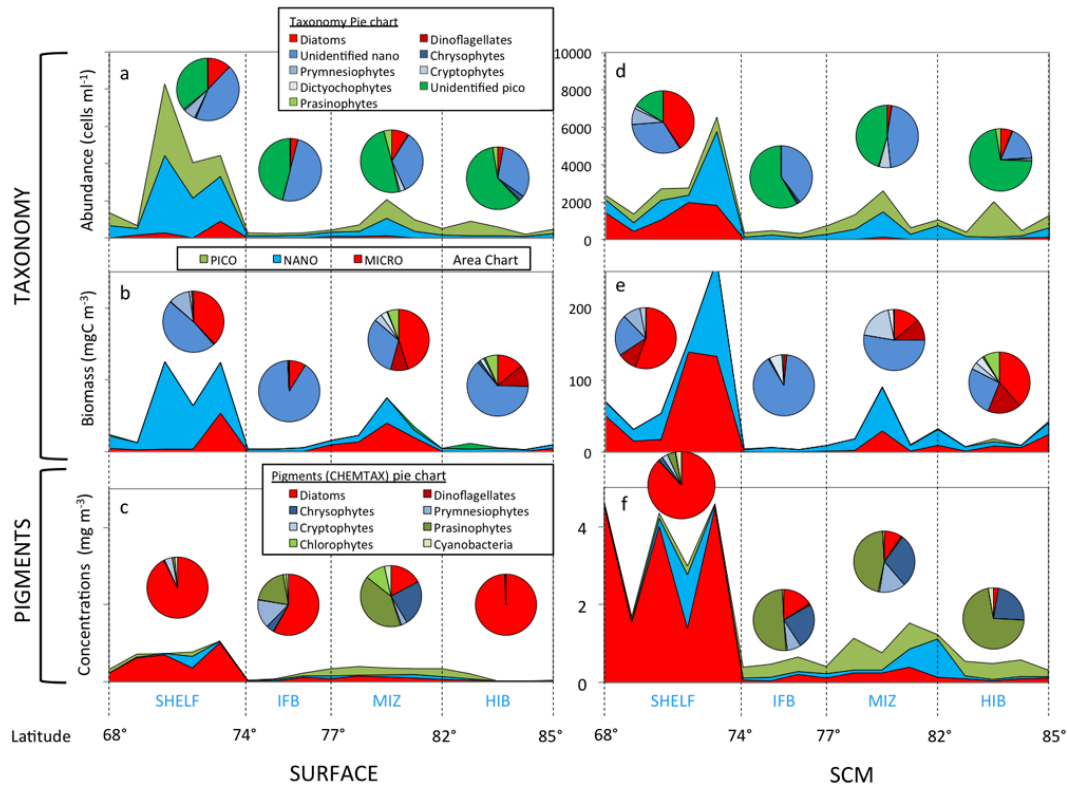 Taxonomy Pie chart
Diatoms
Dinoflagellates
Unidentified nano
Chrysophytes
Prymnesiophytes
Cryptophytes
Dictyochophytes
Unidentified pico
Prasinophytes
TAXONOMY
PIGMENTS
a
Abundance (cells ml⁻¹)
d
10000
8000
6000
4000
2000
0
PICO NANO MICRO Area Chart
b
Biomass (mgC m⁻³)
e
200
100
0
Pigments (CHEMTAX) pie chart
Diatoms
Dinoflagellates
Chrysophytes
Prymnesiophytes
Cryptophytes
Prasinophytes
Chlorophytes
Cyanobacteria
c
Concentrations (mg m⁻³)
f
4
2
0
SHELF IFB MIZ HIB SHELF IFB MIZ HIB
Latitude 68° 74° 77° 82° 85° 68° 74° 77° 82° 85°
SURFACE SCM